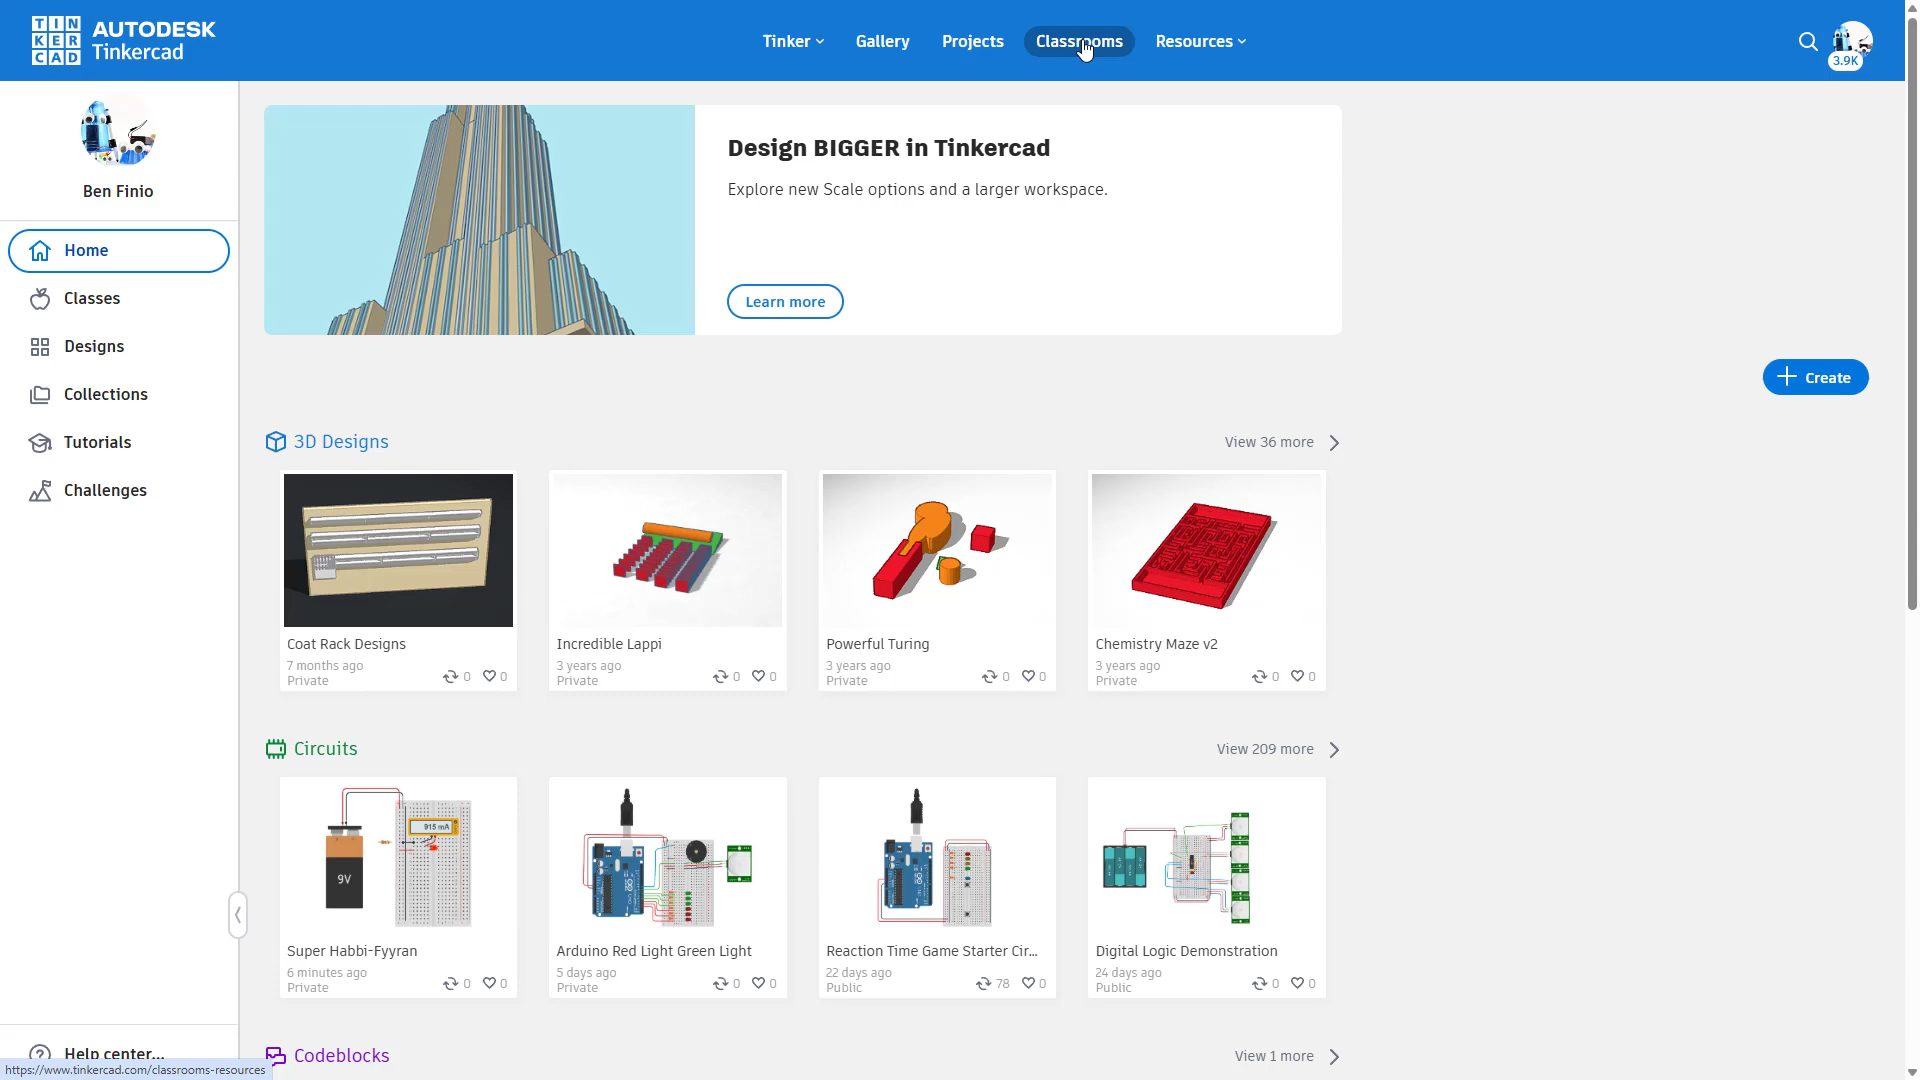 TIN
KER
CAD
AUTODESK
Tinkercad
Tinker
Gallery
Projects
Classrooms
Resources
3.9K
Ben Finio
Home
Classes
Designs
Collections
Tutorials
Challenges
Help center...
https://www.tinkercad.com/classrooms-resources
Design BIGGER in Tinkercad
Explore new Scale options and a larger workspace.
Learn more
Create
3D Designs
View 36 more
Coat Rack Designs
7 months ago
Private
0
0
Incredible Lappi
3 years ago
Private
0
0
Powerful Turing
3 years ago
Private
0
0
Chemistry Maze v2
3 years ago
Private
0
0
Circuits
View 209 more
915 mA
9V
Super Habbi-Fyyran
6 minutes ago
Private
0
0
Arduino Red Light Green Light
5 days ago
Private
0
0
Reaction Time Game Starter Cir...
22 days ago
Public
78
0
Digital Logic Demonstration
24 days ago
Public
0
0
Codeblocks
View 1 more